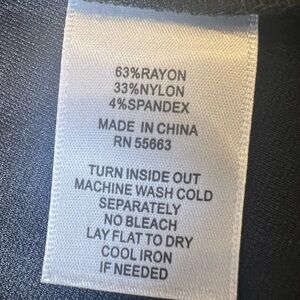 63%RAYON
33%NYLON
4%SPANDEX
MADE IN CHINA
RN 55663
TURN INSIDE OUT
MACHINE WASH COLD
SEPARATELY
NO BLEACH
LAY FLAT TO DRY
COOL IRON
IF NEEDED